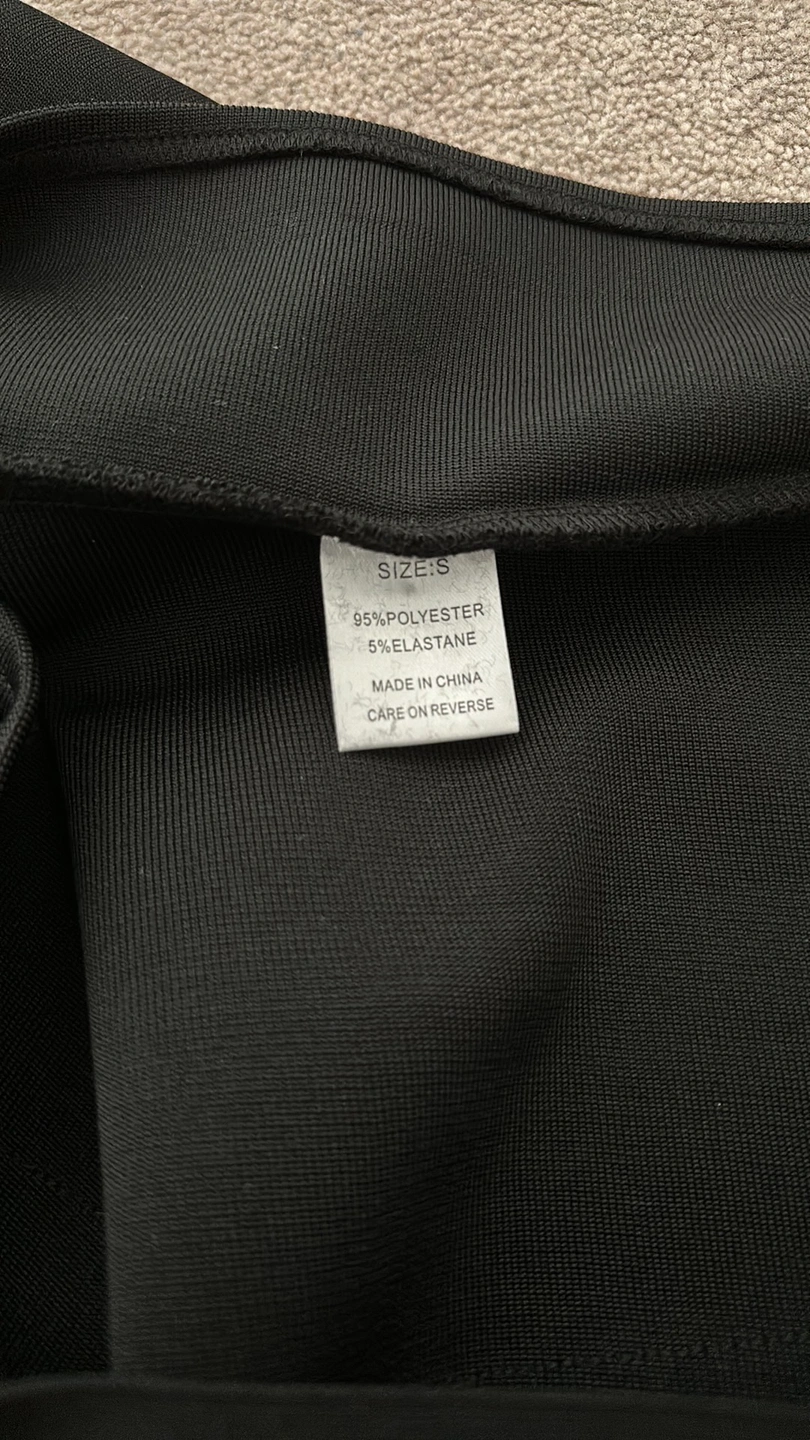 SIZE:S
95%POLYESTER
5%ELASTANE
MADE IN CHINA
CARE ON REVERSE